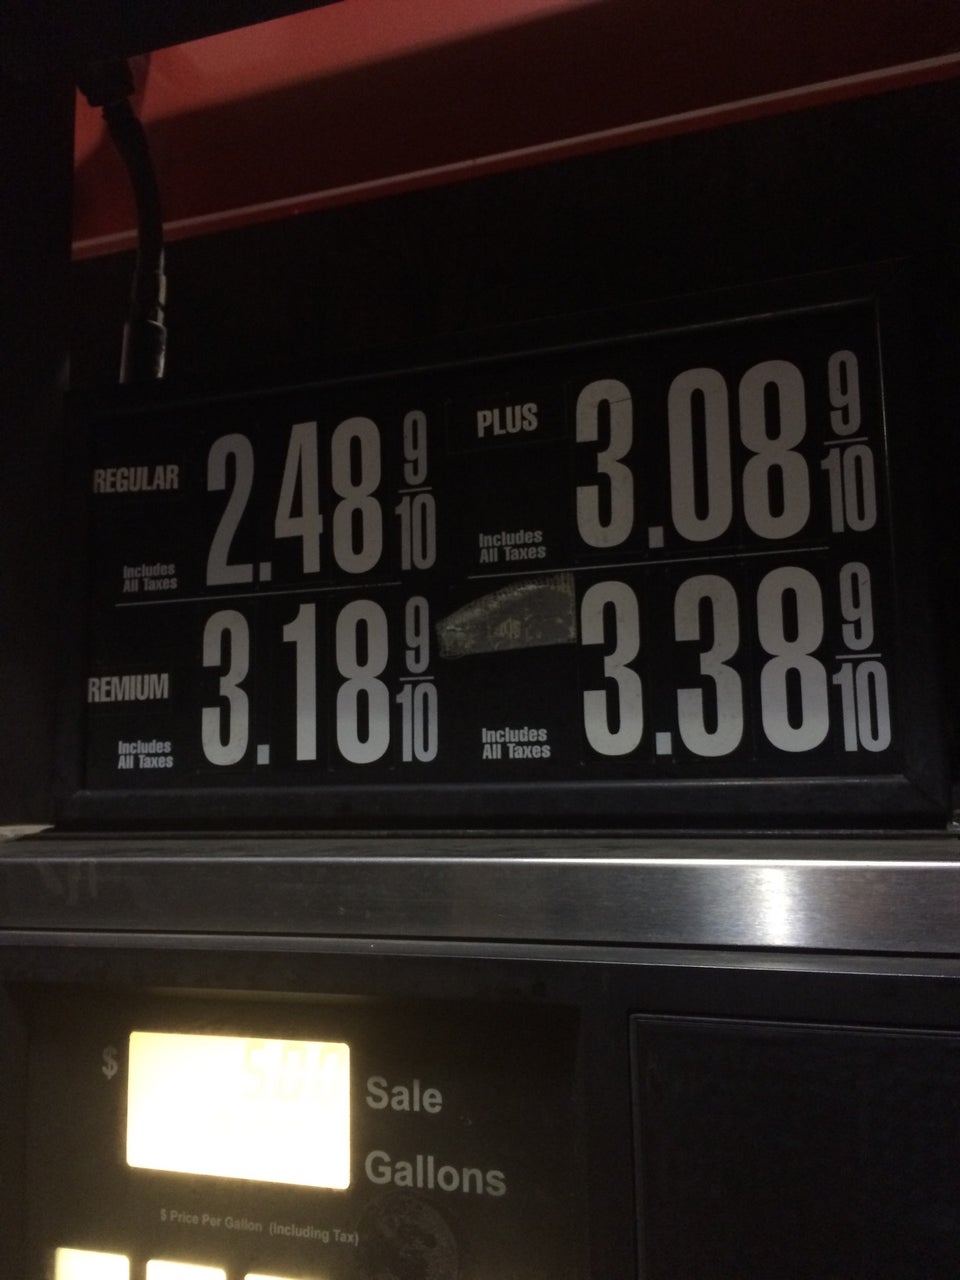 REGULAR 2.48 9/10
Includes
All Taxes
PLUS 3.08 9/10
Includes
All Taxes
REMIUM 3.18 9/10
Includes
All Taxes
3.38 9/10
Includes
All Taxes
$ 5.00 Sale
Gallons
$ Price Per Gallon (Including Tax)